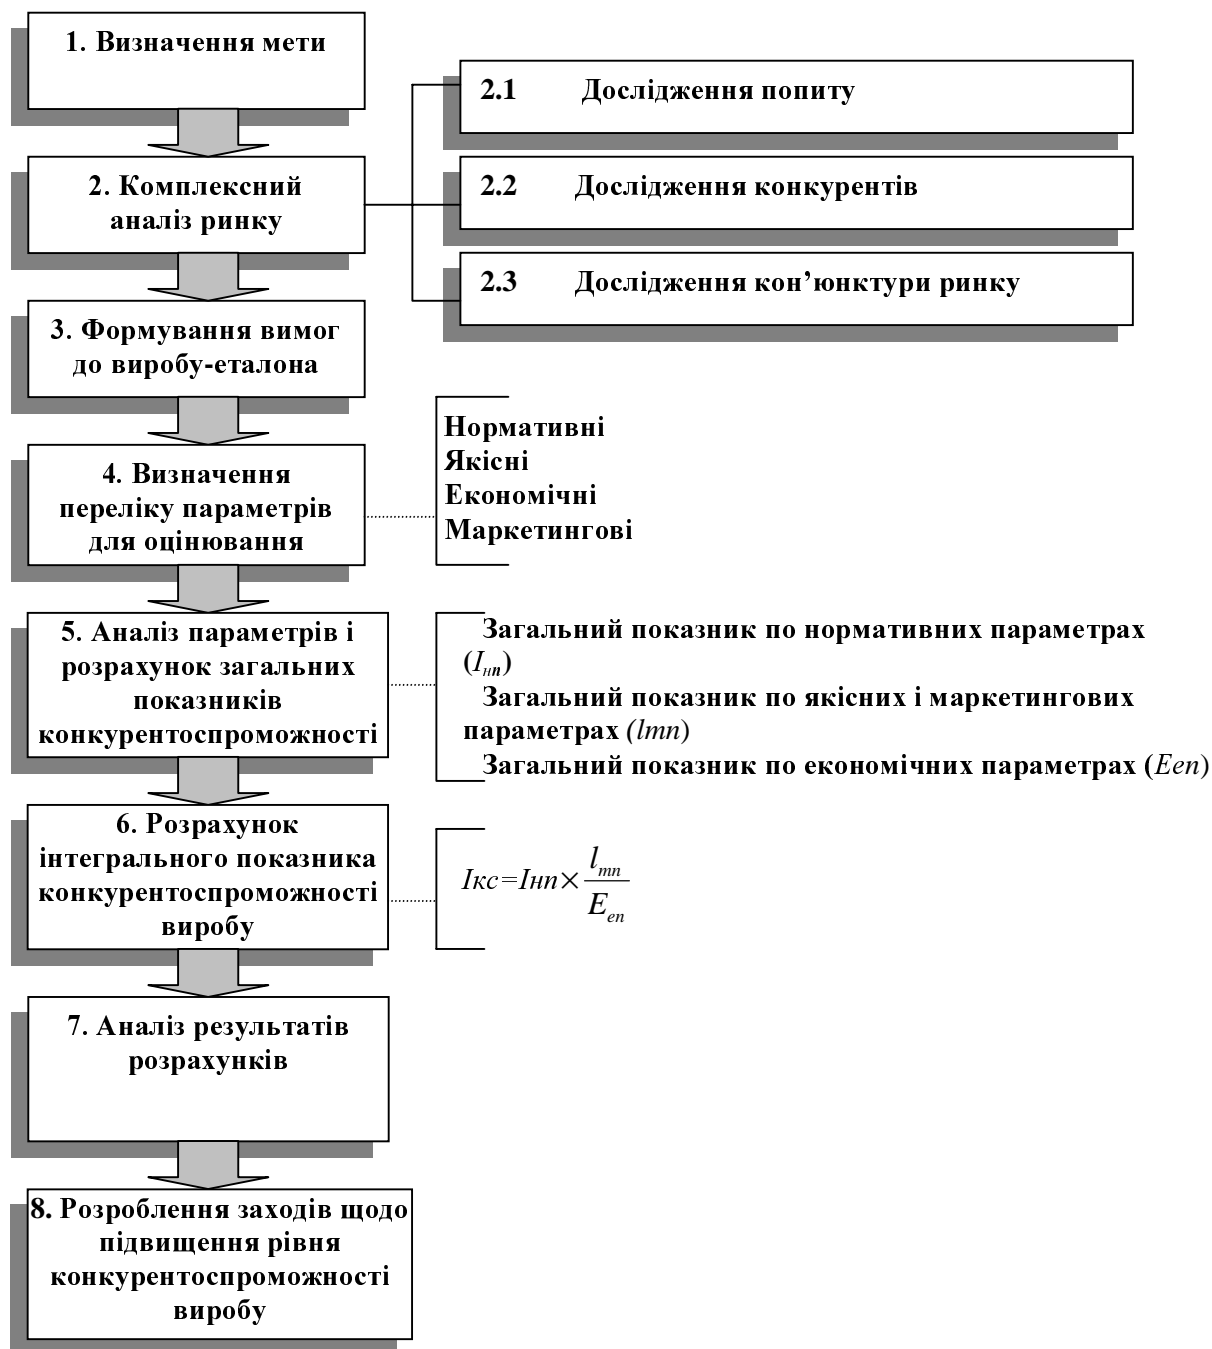 1. Визначення мети
2. Комплексний
аналіз ринку
2.1 Дослідження попиту
2.2 Дослідження конкурентів
2.3 Дослідження кон’юнктури ринку
3. Формування вимог
до виробу-еталона
4. Визначення
переліку параметрів
для оцінювання
Нормативні
Якісні
Економічні
Маркетингові
5. Аналіз параметрів і
розрахунок загальних
показників
конкурентоспроможності
Загальний показник по нормативних параметрах
(Iнп)
Загальний показник по якісних і маркетингових
параметрах (lтп)
Загальний показник по економічних параметрах (Ееп)
6. Розрахунок
інтегрального показника
конкурентоспроможності
виробу
Iкс=Iнп× lтп
Eеп
7. Аналіз результатів
розрахунків
8. Розроблення заходів щодо
підвищення рівня
конкурентоспроможності
виробу